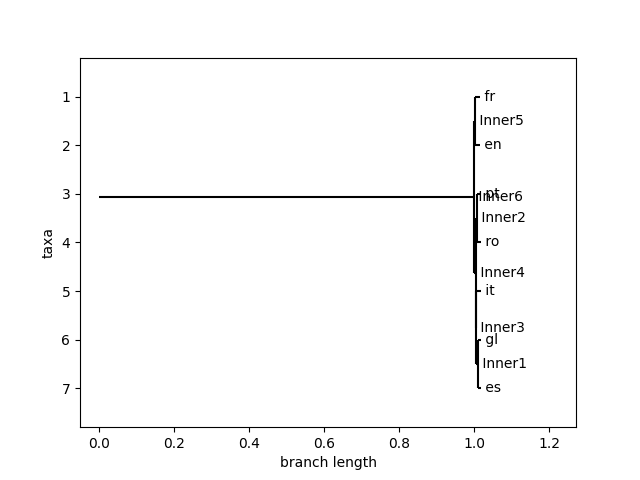 1
2
3
4
5
6
7
taxa
fr
Inner5
en
pt
Inner6
Inner2
ro
Inner4
it
Inner3
gl
Inner1
es
0.0 0.2 0.4 0.6 0.8 1.0 1.2
branch length